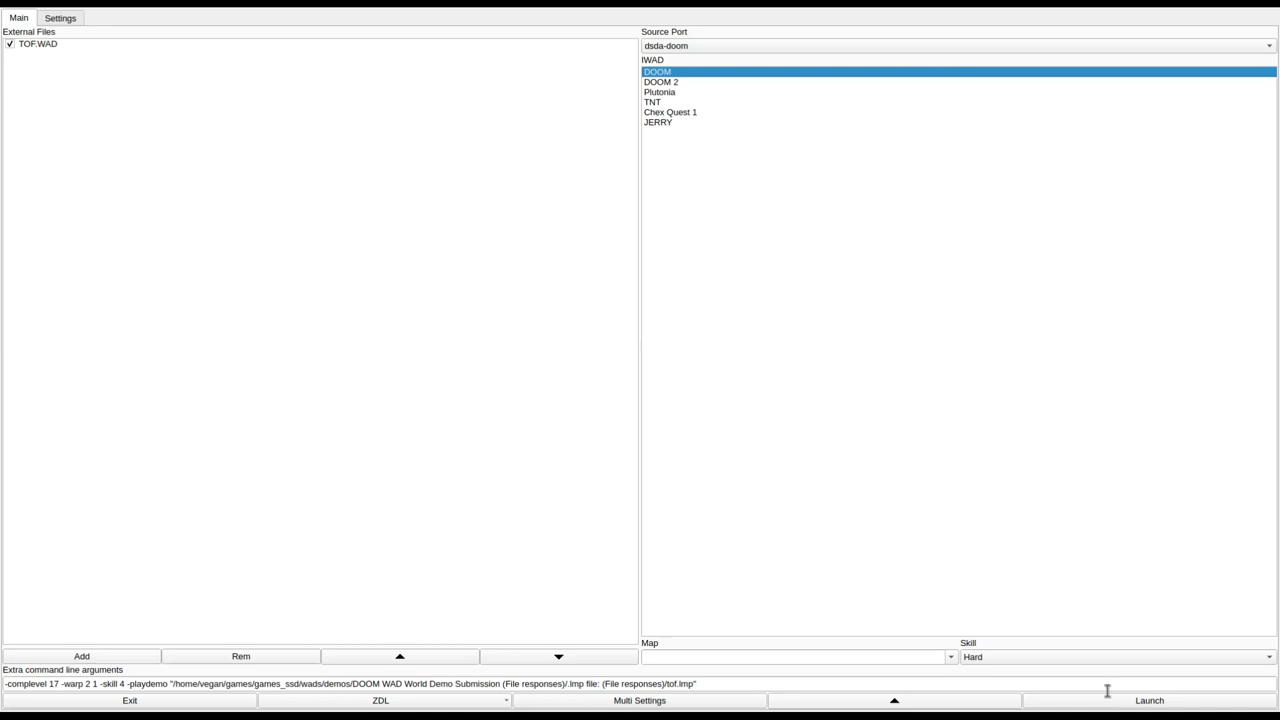 Main Settings
External Files
TOF.WAD
Source Port
dsda-doom
IWAD
DOOM
DOOM 2
Plutonia
TNT
Chex Quest 1
JERRY
Map
Skill
Hard
Add Rem
Extra command line arguments
-complevel 17 -warp 2 1 -skill 4 -playdemo "/home/vegan/games/games_ssd/wads/demos/DOOM WAD World Demo Submission (File responses)/.lmp file: (File responses)/tof.lmp"
Exit ZDL Multi Settings Launch